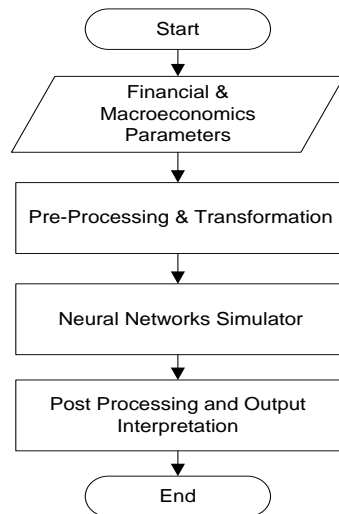 Start
Financial &
Macroeconomics
Parameters
Pre-Processing & Transformation
Neural Networks Simulator
Post Processing and Output
Interpretation
End